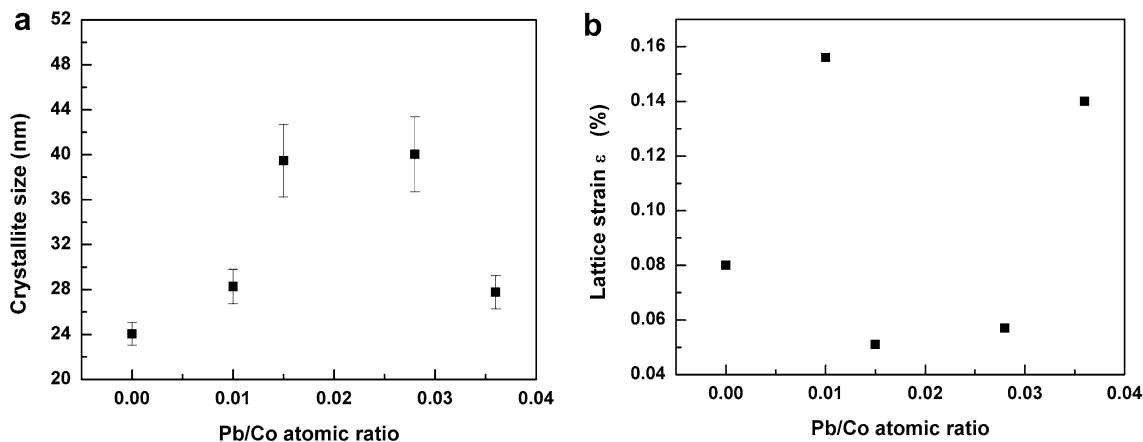 a
52
48
44
40
36
32
28
24
20
Crystallite size (nm)
0.00 0.01 0.02 0.03 0.04
Pb/Co atomic ratio
b
0.16
0.14
0.12
0.10
0.08
0.06
0.04
Lattice strain ε (%)
0.00 0.01 0.02 0.03 0.04
Pb/Co atomic ratio